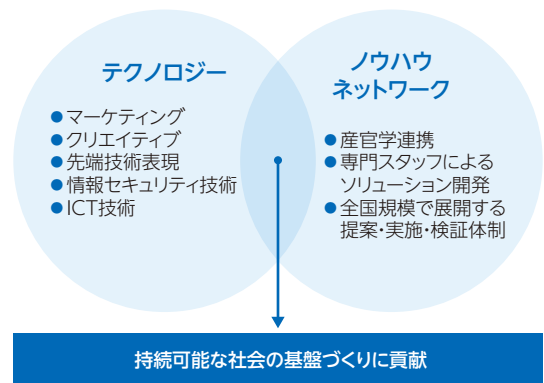 テクノロジー
●マーケティング
●クリエイティブ
●先端技術表現
●情報セキュリティ技術
●ICT技術
ノウハウ
ネットワーク
●産官学連携
●専門スタッフによる
ソリューション開発
●全国規模で展開する
提案・実施・検証体制
持続可能な社会の基盤づくりに貢献